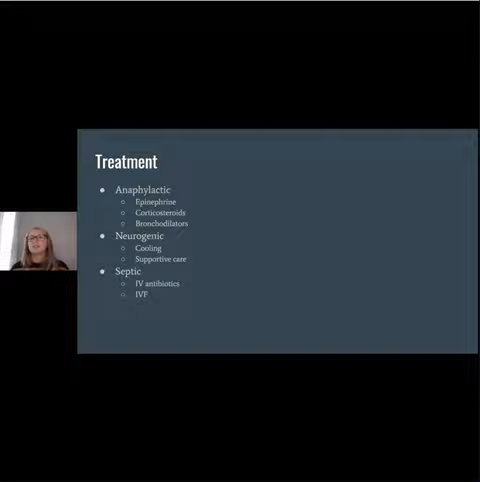 Treatment
Anaphylactic
Epinephrine
Corticosteroids
Bronchodilators
Neurogenic
Cooling
Supportive care
Septic
IV antibiotics
IVF